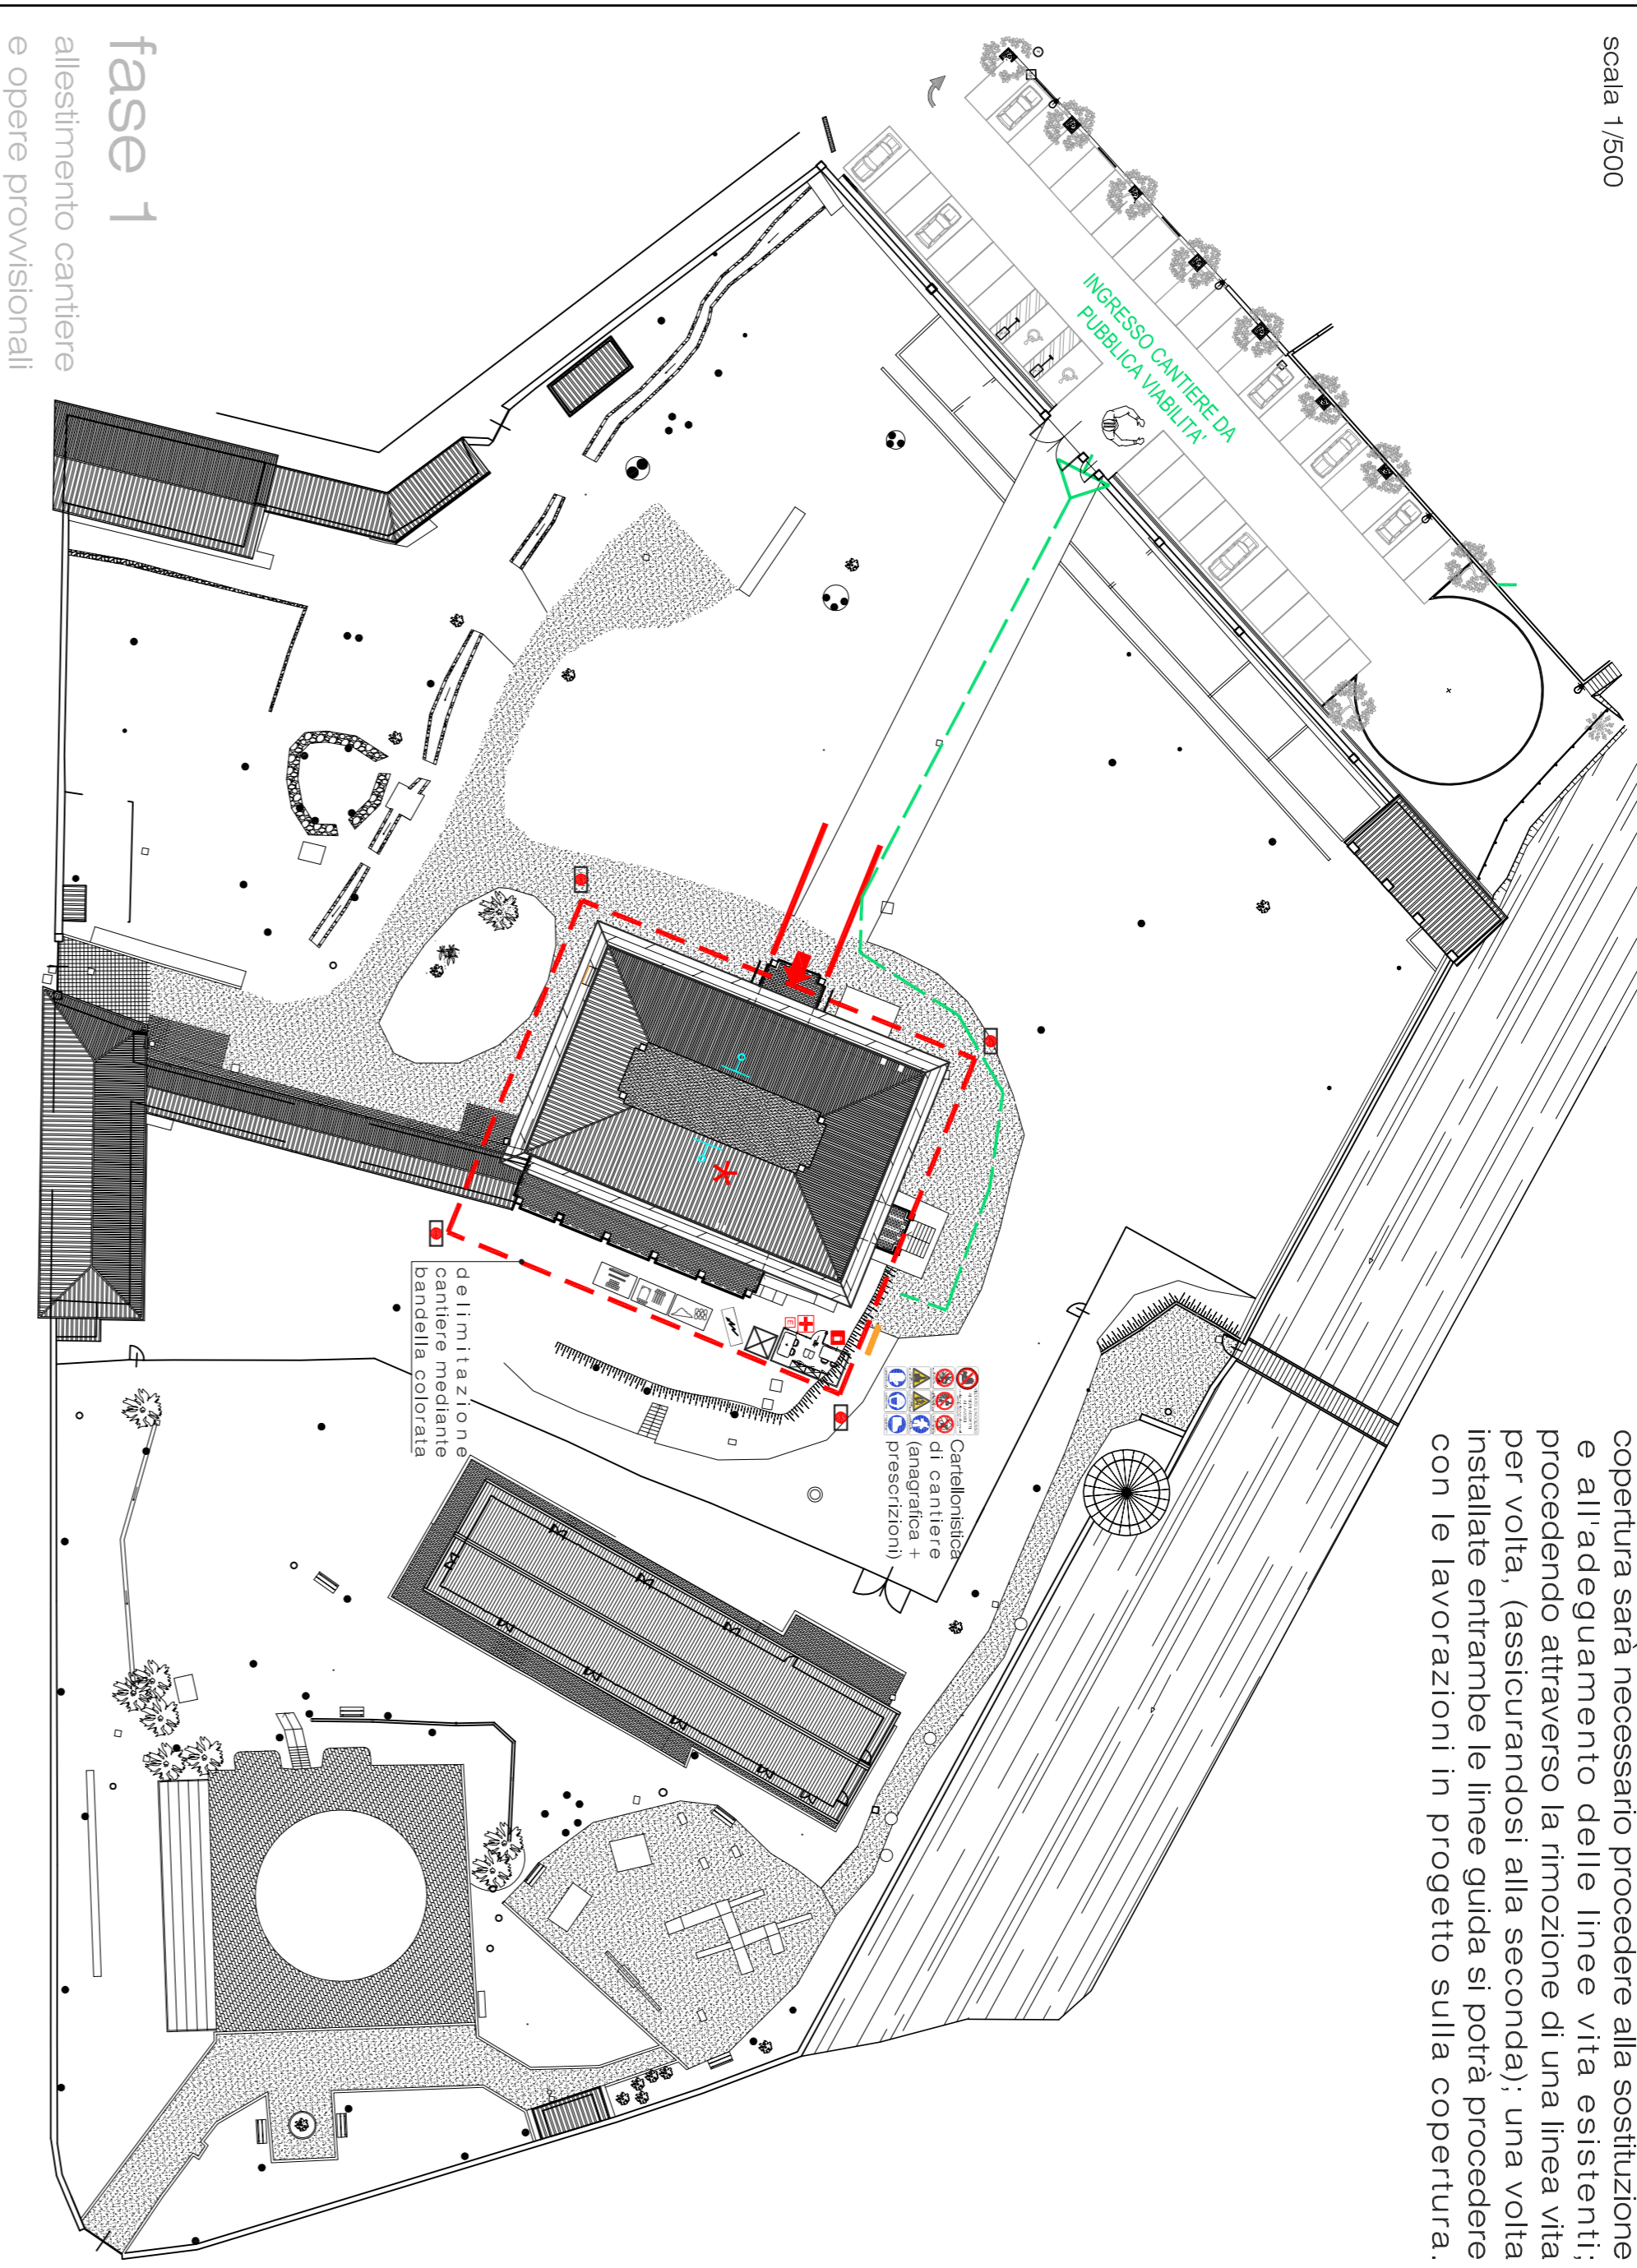 scala 1/500
copertura sarà necessario procedere alla sostituzione
e all'adeguamento delle linee vita esistenti;
procedendo attraverso la rimozione di una linea vita
per volta, (assicurandosi alla seconda); una volta
installate entrambe le linee guida si potrà procedere
con le lavorazioni in progetto sulla copertura.
INGRESSO CANTIERE DA
PUBBLICA VIABILITA'
Cartellonistica
di cantiere
(anagrafica +
prescrizioni)
delimitazione
cantiere mediante
bandella colorata
B
E
fase 1
allestimento cantiere
e opere provvisionali